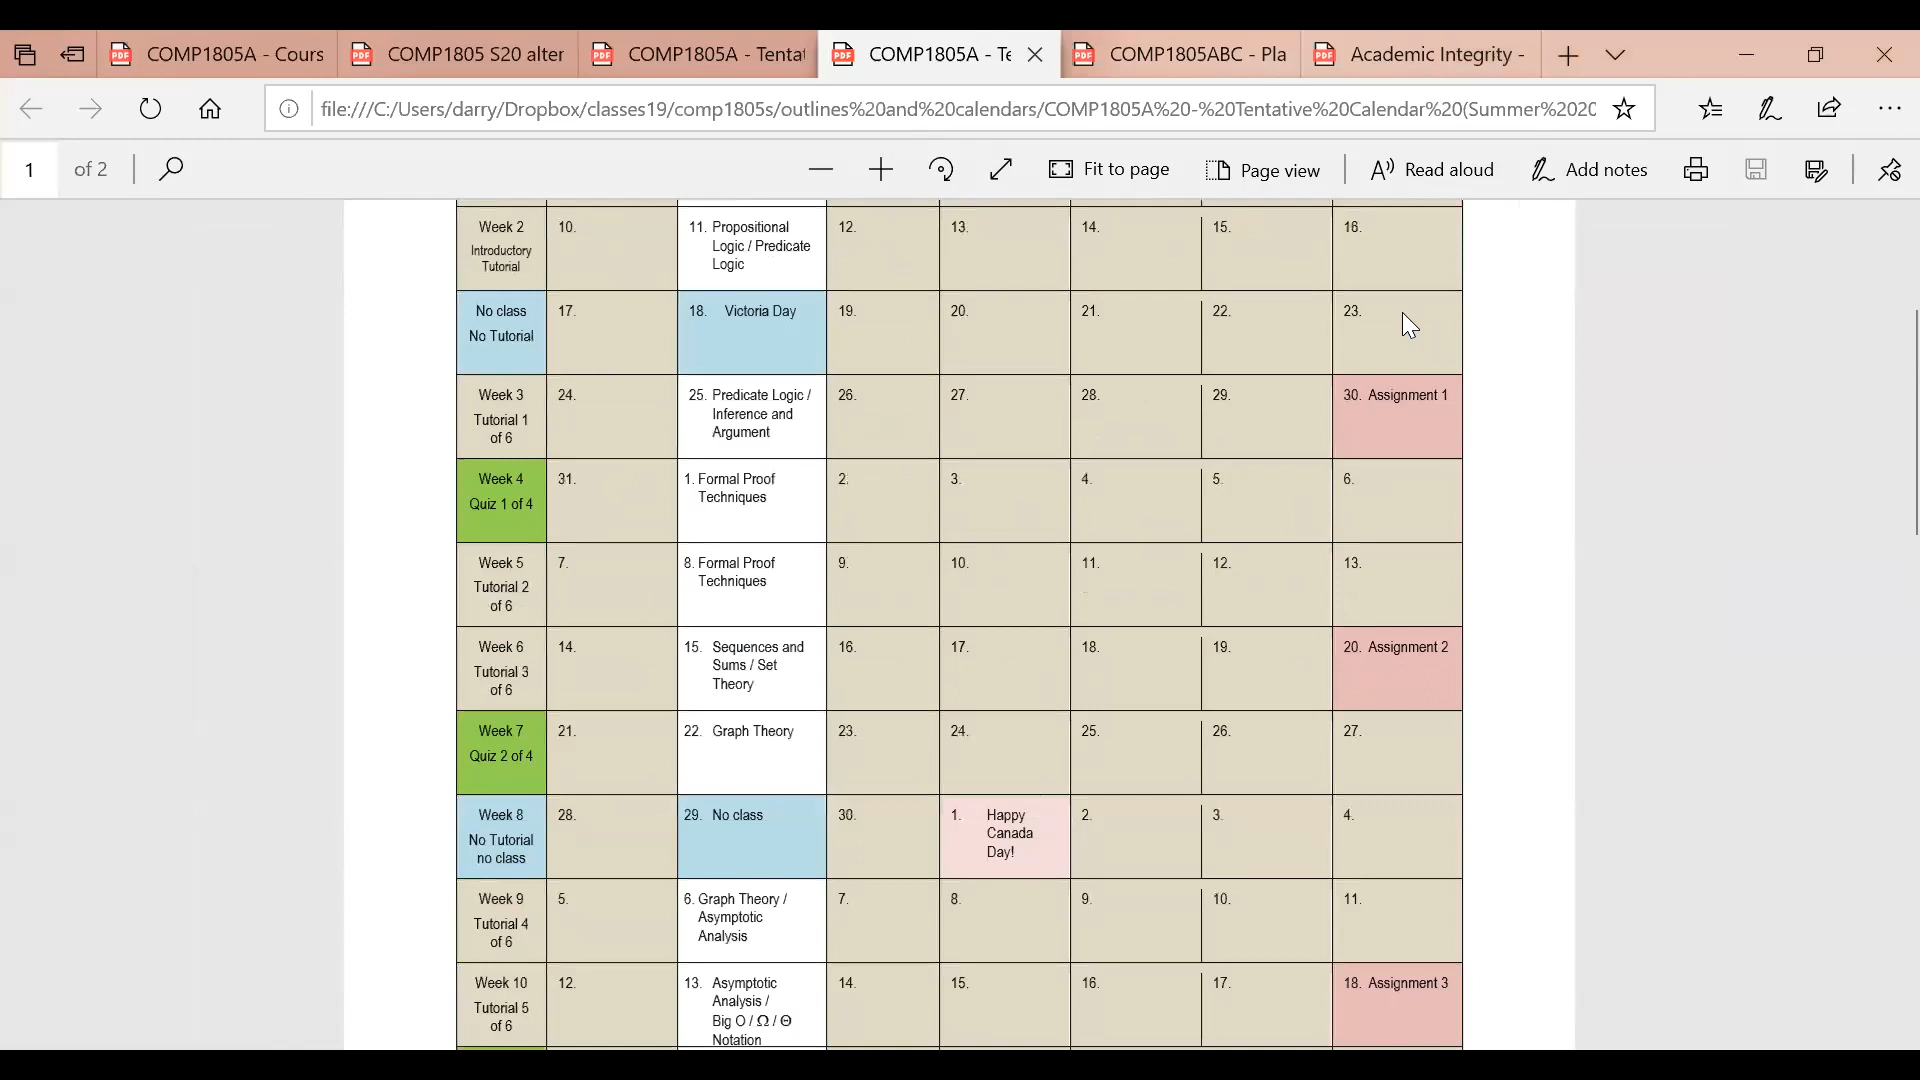 COMP1805A - Cours
COMP1805 S20 alter
COMP1805A - Tentat
COMP1805A - Te
COMP1805ABC - Pla
Academic Integrity -
file:///C:/Users/darry/Dropbox/classes19/comp1805s/outlines%20and%20calendars/COMP1805A%20-%20Tentative%20Calendar%20(Summer%202C
1 of 2
Fit to page
Page view
Read aloud
Add notes
Week 2
Introductory
Tutorial
10.
11. Propositional
Logic / Predicate
Logic
12.
13.
14.
15.
16.
No class
No Tutorial
17.
18. Victoria Day
19.
20.
21.
22.
23.
Week 3
Tutorial 1
of 6
24.
25. Predicate Logic /
Inference and
Argument
26.
27.
28.
29.
30. Assignment 1
Week 4
Quiz 1 of 4
31.
1. Formal Proof
Techniques
2.
3.
4.
5.
6.
Week 5
Tutorial 2
of 6
7.
8. Formal Proof
Techniques
9.
10.
11.
12.
13.
Week 6
Tutorial 3
of 6
14.
15. Sequences and
Sums / Set
Theory
16.
17.
18.
19.
20. Assignment 2
Week 7
Quiz 2 of 4
21.
22. Graph Theory
23.
24.
25.
26.
27.
Week 8
No Tutorial
no class
28.
29. No class
30.
1. Happy
Canada
Day!
2.
3.
4.
Week 9
Tutorial 4
of 6
5.
6. Graph Theory /
Asymptotic
Analysis
7.
8.
9.
10.
11.
Week 10
Tutorial 5
of 6
12.
13. Asymptotic
Analysis /
Big O / Ω / Θ
Notation
14.
15.
16.
17.
18. Assignment 3